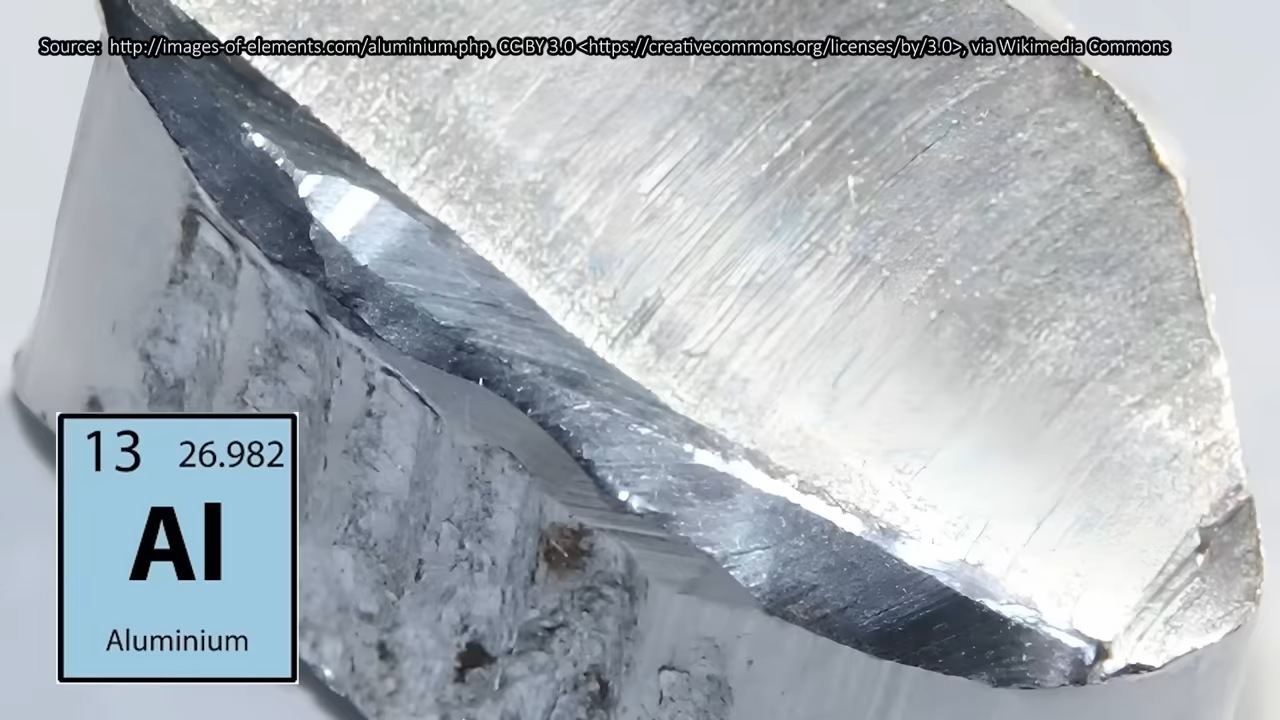 Source: http://images-of-elements.com/aluminium.php, CC BY 3.0 <https://creativecommons.org/licenses/by/3.0>, via Wikimedia Commons
13 26.982
Al
Aluminium